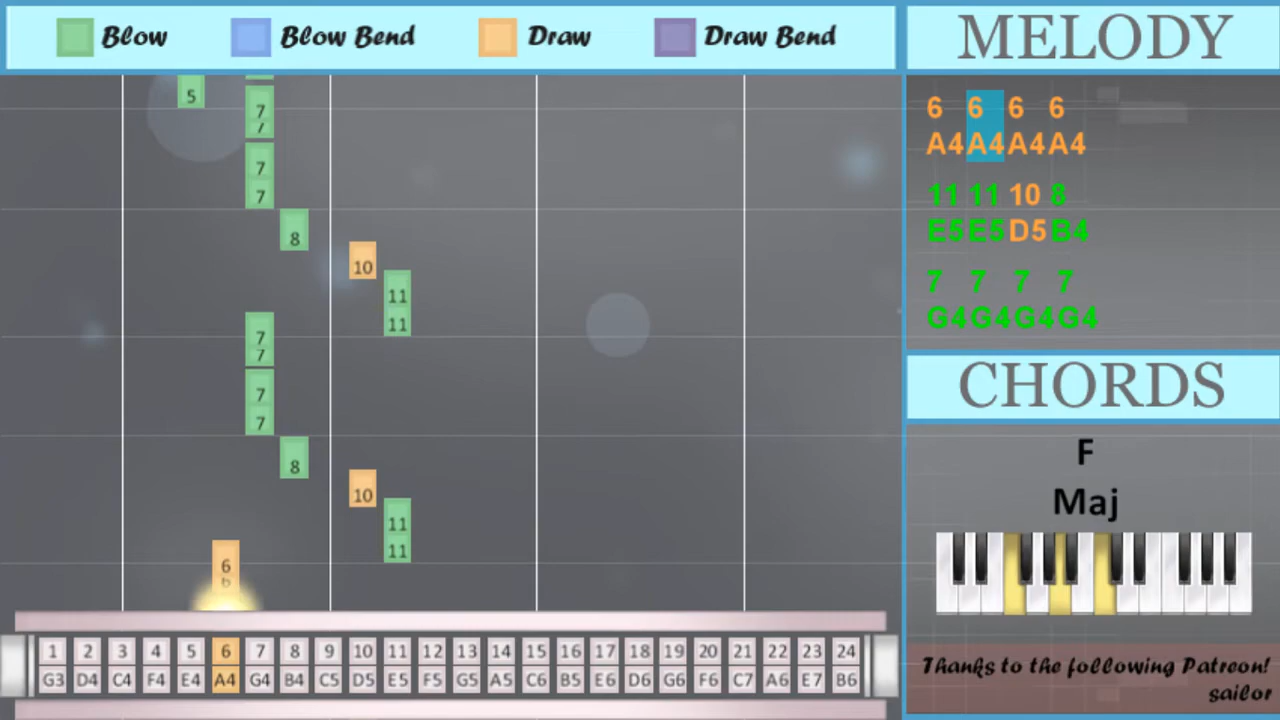 Blow Blow Bend Draw Draw Bend
MELODY
6 6 6 6
A4 A4 A4 A4
11 11 10 8
E5 E5 D5 B4
7 7 7 7
G4 G4 G4 G4
CHORDS
F
Maj
Thanks to the following Patreon!
sailor
5
7
7
7
7
8
10
11
11
7
7
7
7
8
10
11
11
6
6
1 2 3 4 5 6 7 8 9 10 11 12 13 14 15 16 17 18 19 20 21 22 23 24
G3 D4 C4 F4 E4 A4 G4 B4 C5 D5 E5 F5 G5 A5 C6 B5 E6 D6 G6 F6 C7 A6 E7 B6